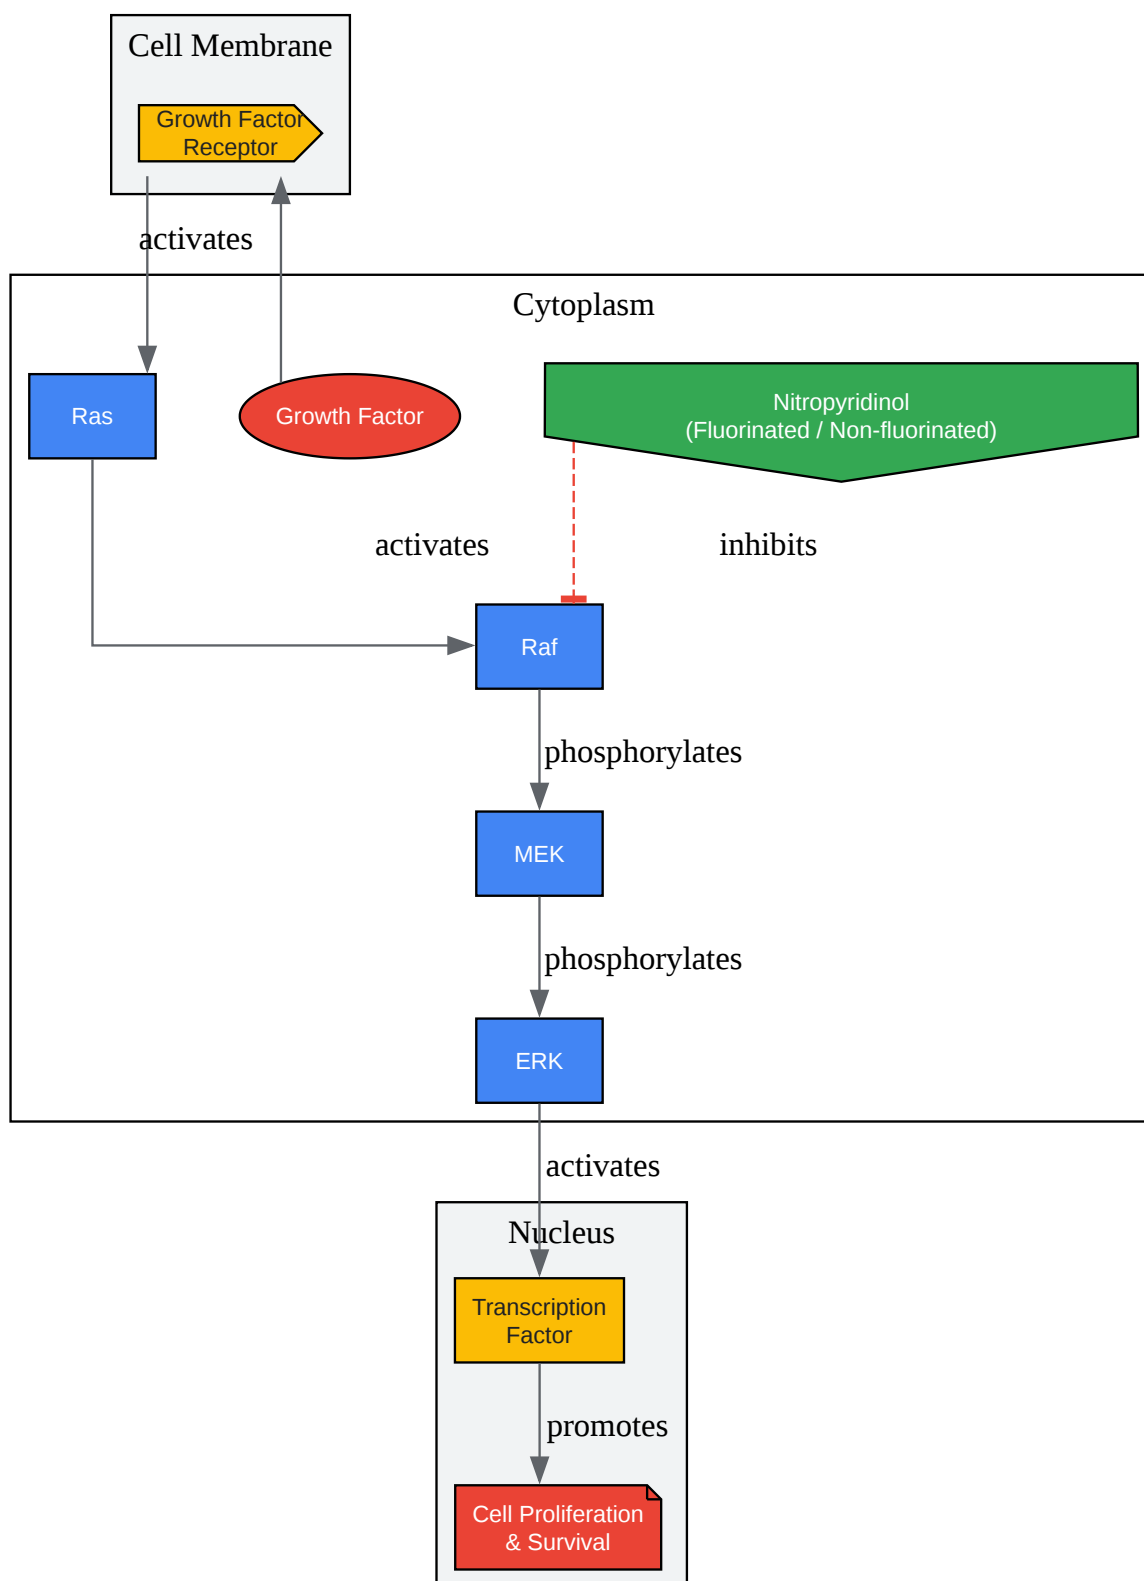 Cell Membrane
Growth Factor
Receptor
activates
Cytoplasm
Ras
Growth Factor
Nitropyridinol
(Fluorinated / Non-fluorinated)
activates
inhibits
Raf
phosphorylates
MEK
phosphorylates
ERK
activates
Nucleus
Transcription
Factor
promotes
Cell Proliferation
& Survival